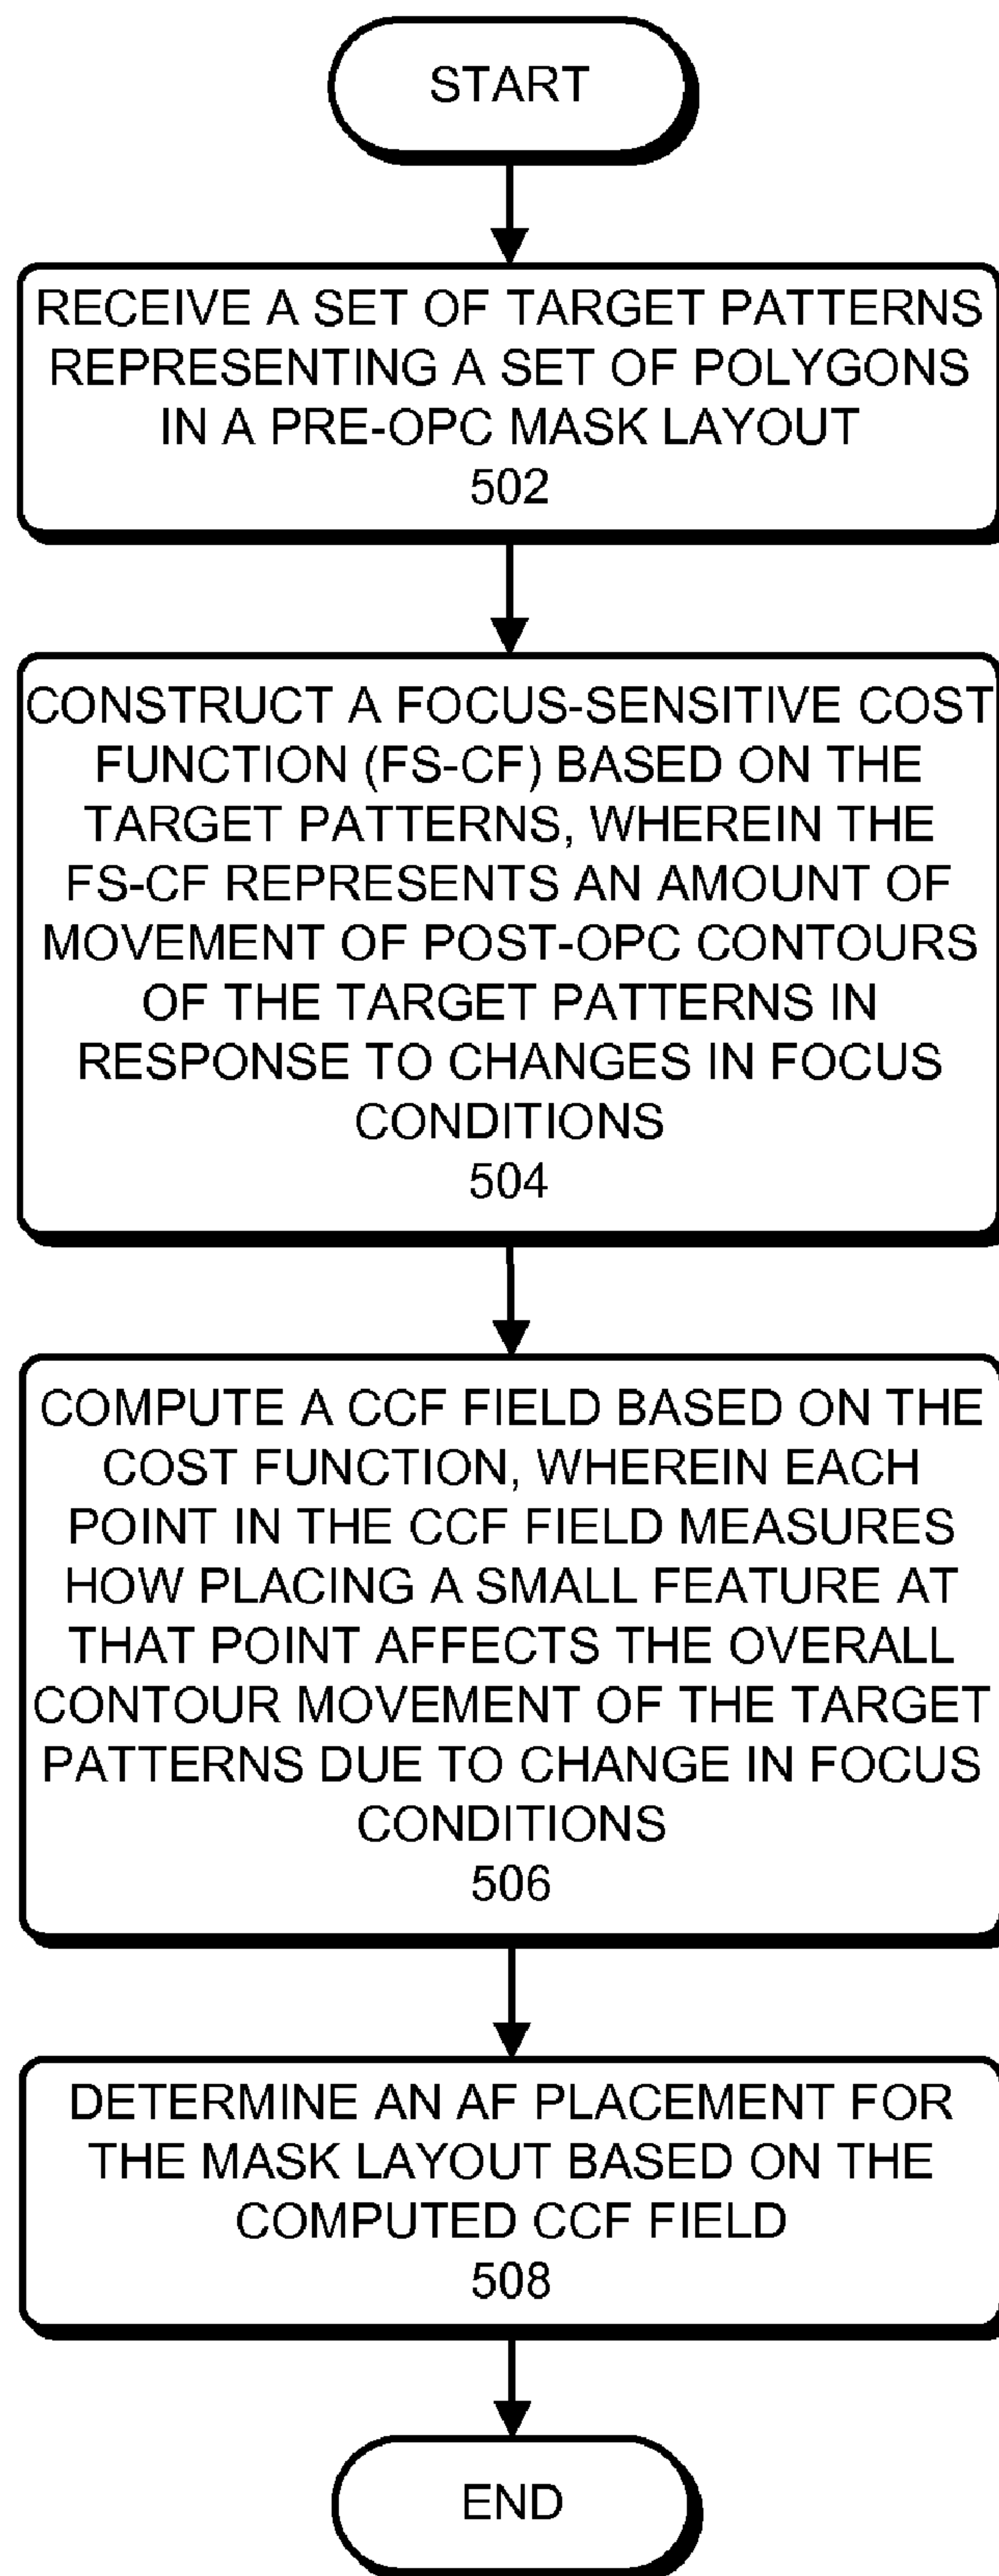 START
RECEIVE A SET OF TARGET PATTERNS
REPRESENTING A SET OF POLYGONS
IN A PRE-OPC MASK LAYOUT
502
CONSTRUCT A FOCUS-SENSITIVE COST
FUNCTION (FS-CF) BASED ON THE
TARGET PATTERNS, WHEREIN THE
FS-CF REPRESENTS AN AMOUNT OF
MOVEMENT OF POST-OPC CONTOURS
OF THE TARGET PATTERNS IN
RESPONSE TO CHANGES IN FOCUS
CONDITIONS
504
COMPUTE A CCF FIELD BASED ON THE
COST FUNCTION, WHEREIN EACH
POINT IN THE CCF FIELD MEASURES
HOW PLACING A SMALL FEATURE AT
THAT POINT AFFECTS THE OVERALL
CONTOUR MOVEMENT OF THE TARGET
PATTERNS DUE TO CHANGE IN FOCUS
CONDITIONS
506
DETERMINE AN AF PLACEMENT FOR
THE MASK LAYOUT BASED ON THE
COMPUTED CCF FIELD
508
END